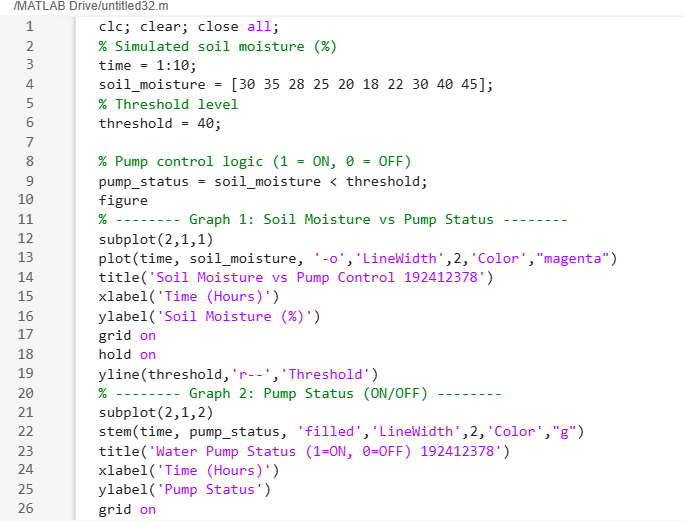 /MATLAB Drive/untitled32.m
1 clc; clear; close all;
2 % Simulated soil moisture (%)
3 time = 1:10;
4 soil_moisture = [30 35 28 25 20 18 22 30 40 45];
5 % Threshold level
6 threshold = 40;
7
8 % Pump control logic (1 = ON, 0 = OFF)
9 pump_status = soil_moisture < threshold;
10 figure
11 % -------- Graph 1: Soil Moisture vs Pump Status --------
12 subplot(2,1,1)
13 plot(time, soil_moisture, '-o','LineWidth',2,'Color',"magenta")
14 title('Soil Moisture vs Pump Control 192412378')
15 xlabel('Time (Hours)')
16 ylabel('Soil Moisture (%)')
17 grid on
18 hold on
19 yline(threshold,'r--','Threshold')
20 % -------- Graph 2: Pump Status (ON/OFF) --------
21 subplot(2,1,2)
22 stem(time, pump_status, 'filled','LineWidth',2,'Color',"g")
23 title('Water Pump Status (1=ON, 0=OFF) 192412378')
24 xlabel('Time (Hours)')
25 ylabel('Pump Status')
26 grid on